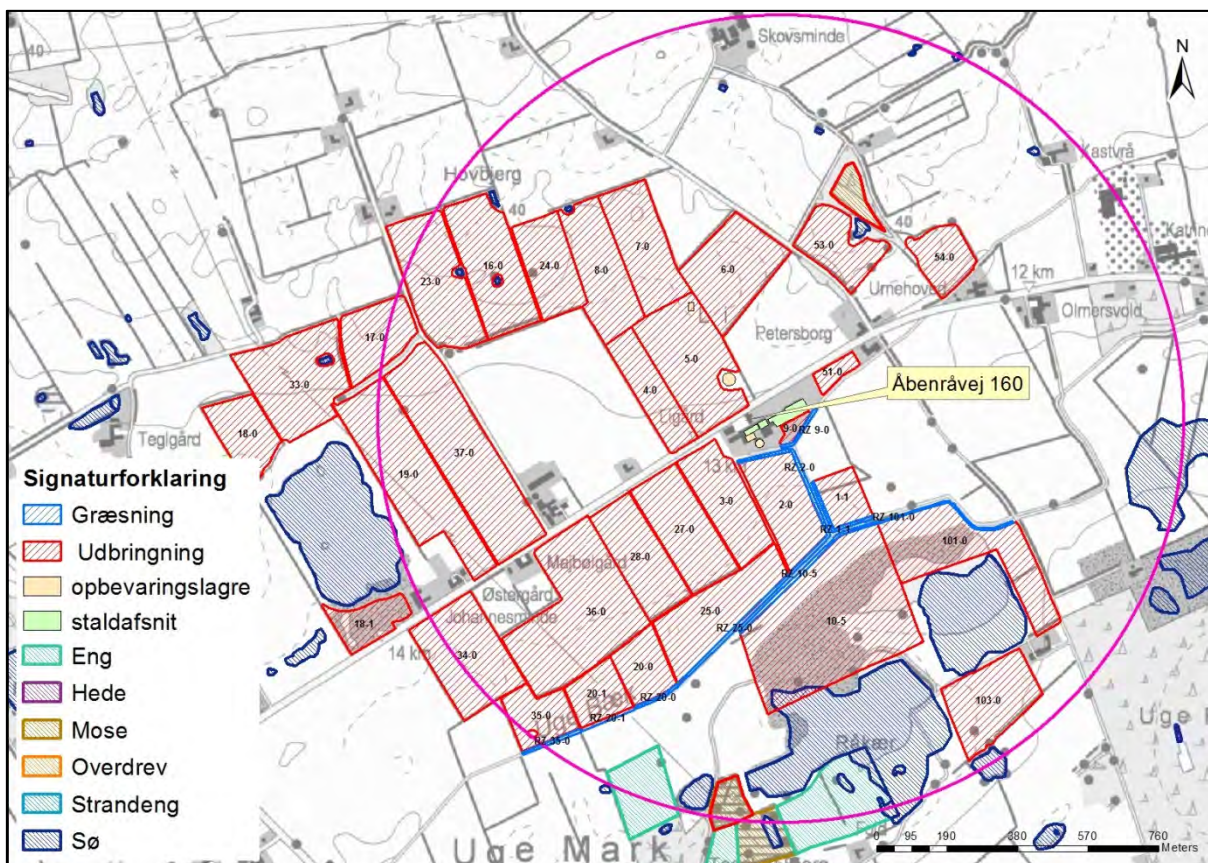 Skovsminde
N
40
Kastvrå
Hovbjerg
40
7-0
40
53-0
16-0
24-0
23-0
8-0
6-0
54-0
12 km
Urnehoved
Olmersvold
17-0
Petersborg
5-0
33-0
51-0
4-0
Åbenråvej 160
Ligård
18-0
9-0
RZ 9-0
Teglgård
13 km
37-0
RZ 2-0
19-0
3-0
2-0
1-1
27-0
RZ 1-1
RZ 101-0
28-0
101-0
Majbølgård
Østergård
RZ 10-5
36-0
25-0
Johannesminde
18-1
10-5
RZ 25-0
14 km
34-0
20-0
20-1
RZ 20-0
35-0
Uge Bæk
RZ 20-1
RZ 35-0
103-0
Råkær
Uge Mark
Signaturforklaring
Græsning
Udbringning
opbevaringslagre
staldafsnit
Eng
Hede
Mose
Overdrev
Strandeng
Sø
0 95 190 380 570 760
Meters